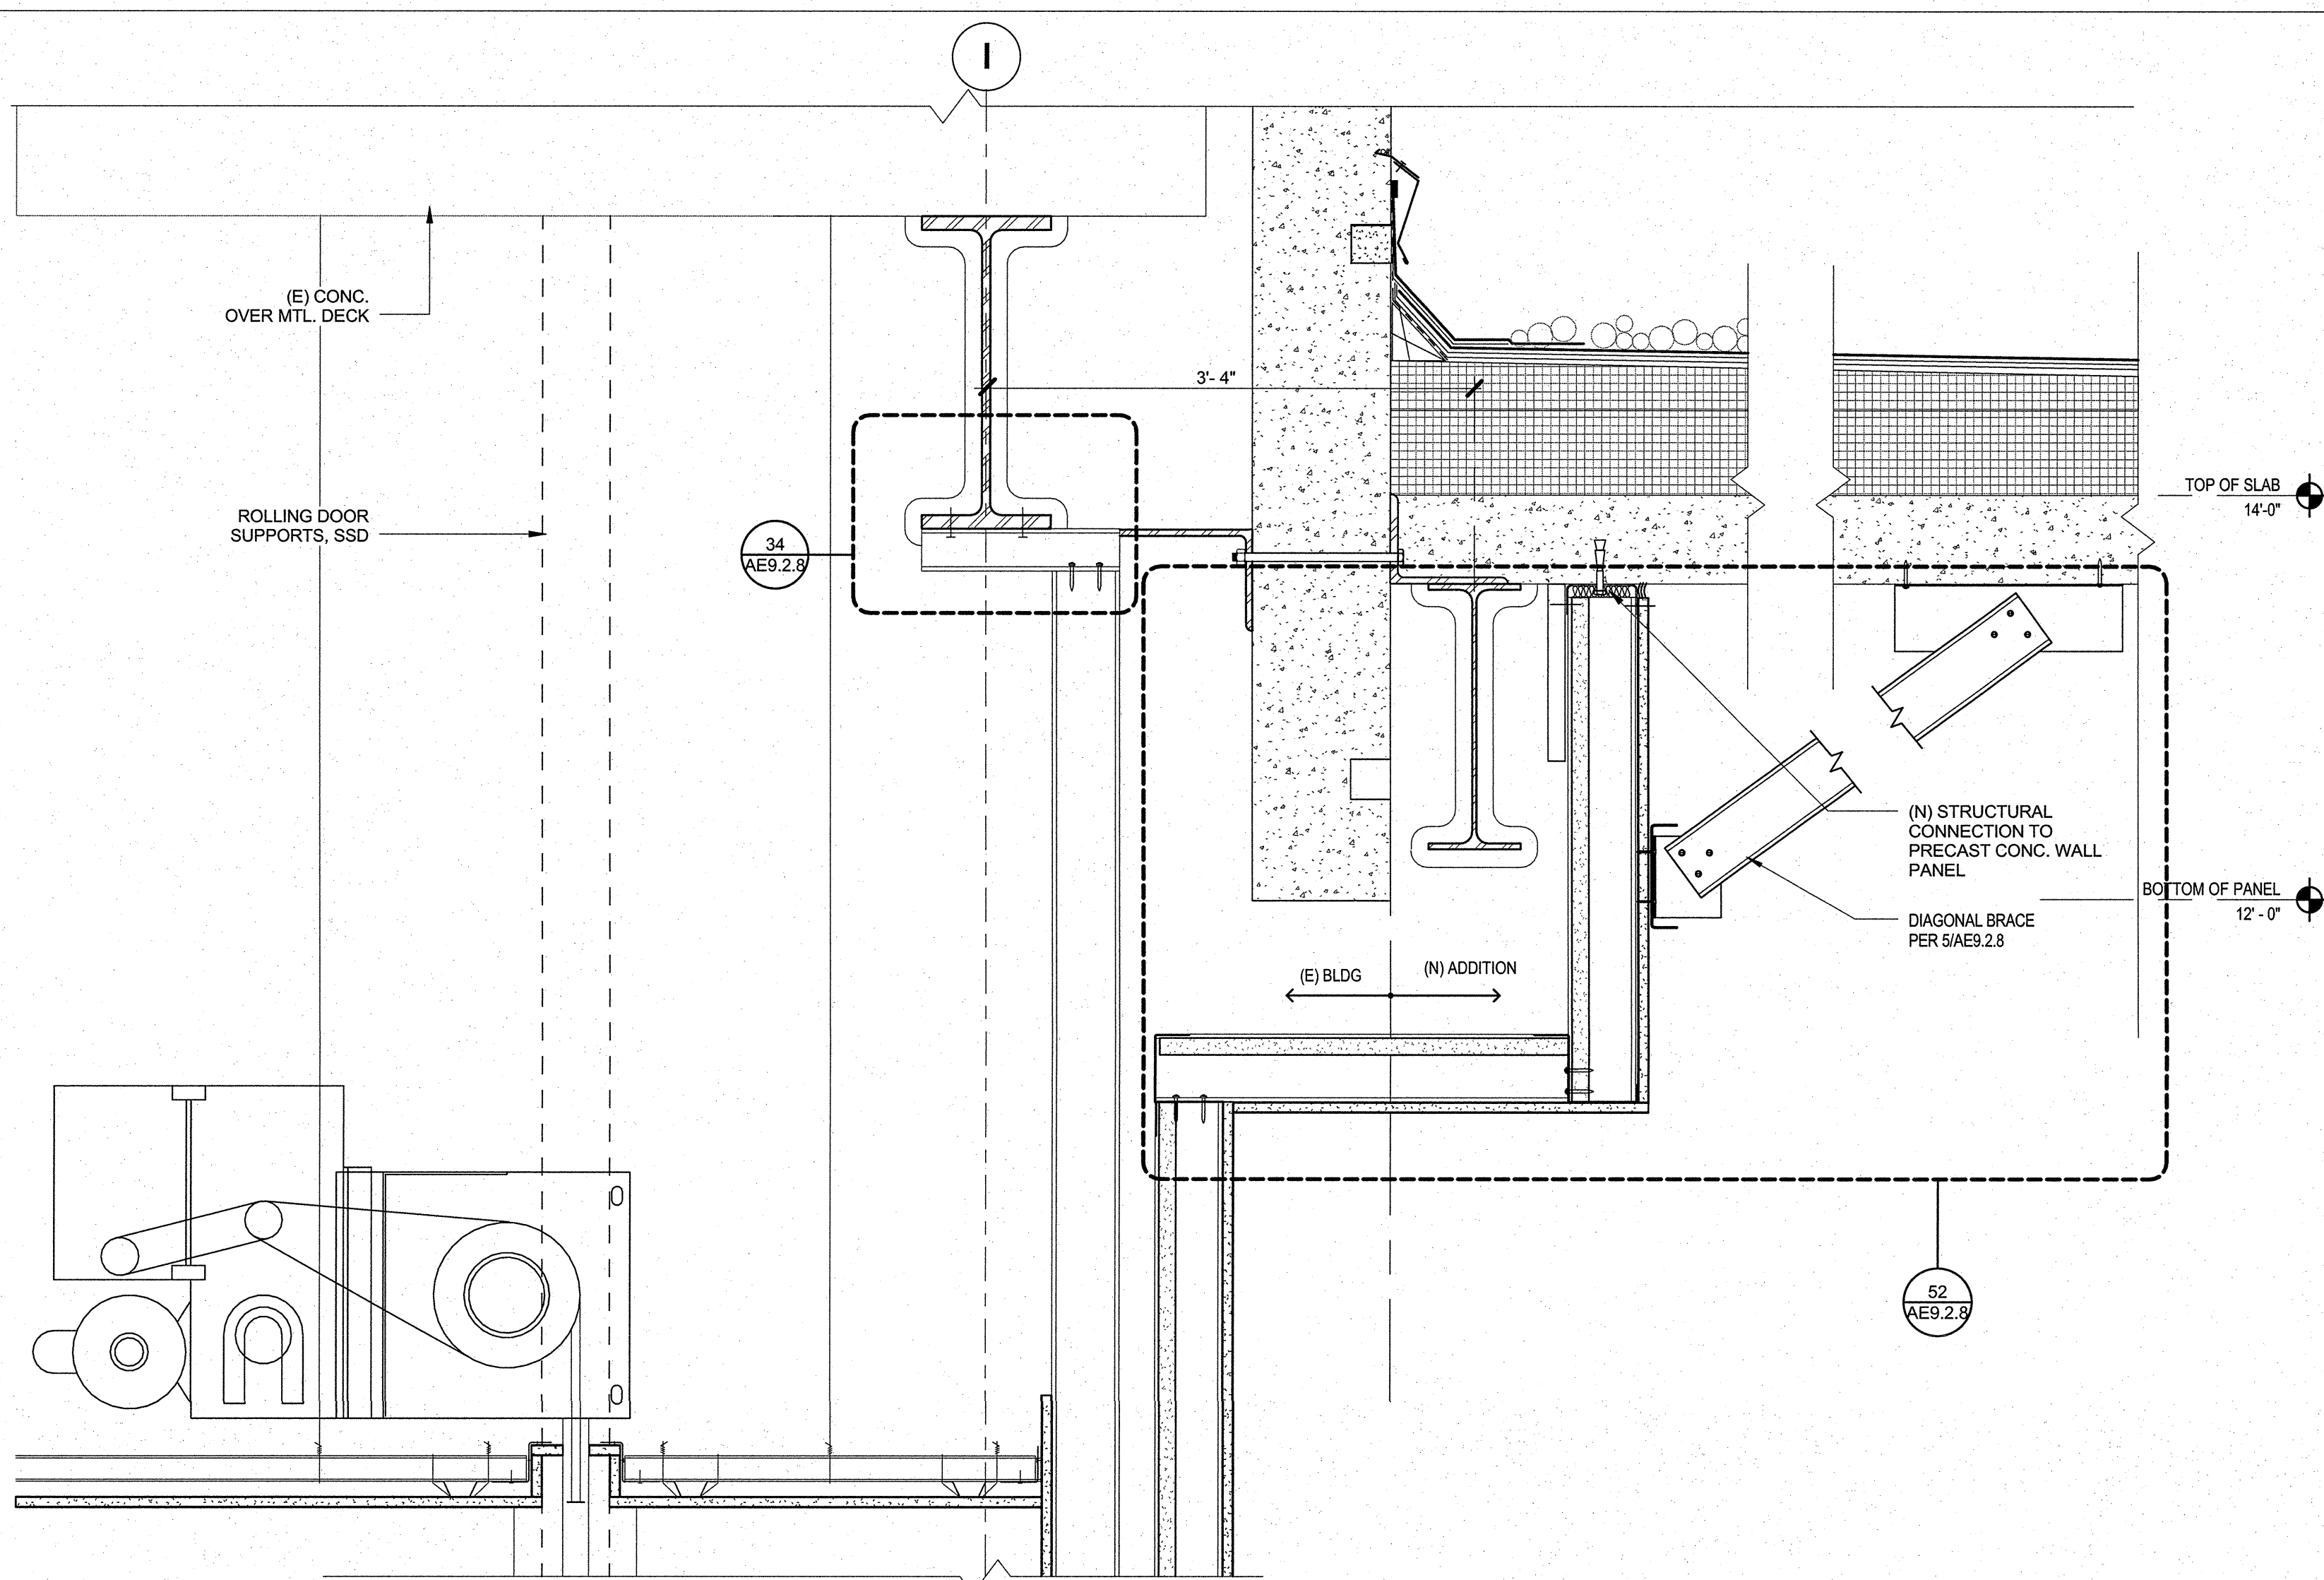 I
(E) CONC.
OVER MTL. DECK
3'- 4"
TOP OF SLAB
14'-0"
ROLLING DOOR
SUPPORTS, SSD
34
AE9.2.8
(N) STRUCTURAL
CONNECTION TO
PRECAST CONC. WALL
PANEL
BOTTOM OF PANEL
12' - 0"
DIAGONAL BRACE
PER 5/AE9.2.8
(E) BLDG
(N) ADDITION
52
AE9.2.8